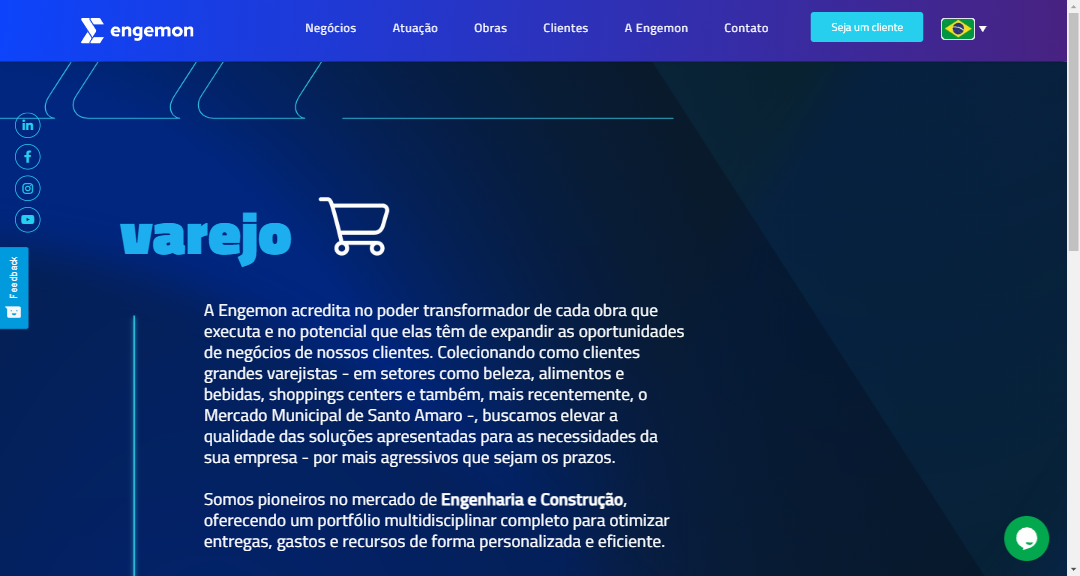 engemon
Negócios Atuação Obras Clientes A Engemon Contato Seja um cliente
Feedback
varejo
A Engemon acredita no poder transformador de cada obra que
executa e no potencial que elas têm de expandir as oportunidades
de negócios de nossos clientes. Colecionando como clientes
grandes varejistas - em setores como beleza, alimentos e
bebidas, shoppings centers e também, mais recentemente, o
Mercado Municipal de Santo Amaro -, buscamos elevar a
qualidade das soluções apresentadas para as necessidades da
sua empresa - por mais agressivos que sejam os prazos.
Somos pioneiros no mercado de Engenharia e Construção,
oferecendo um portfólio multidisciplinar completo para otimizar
entregas, gastos e recursos de forma personalizada e eficiente.